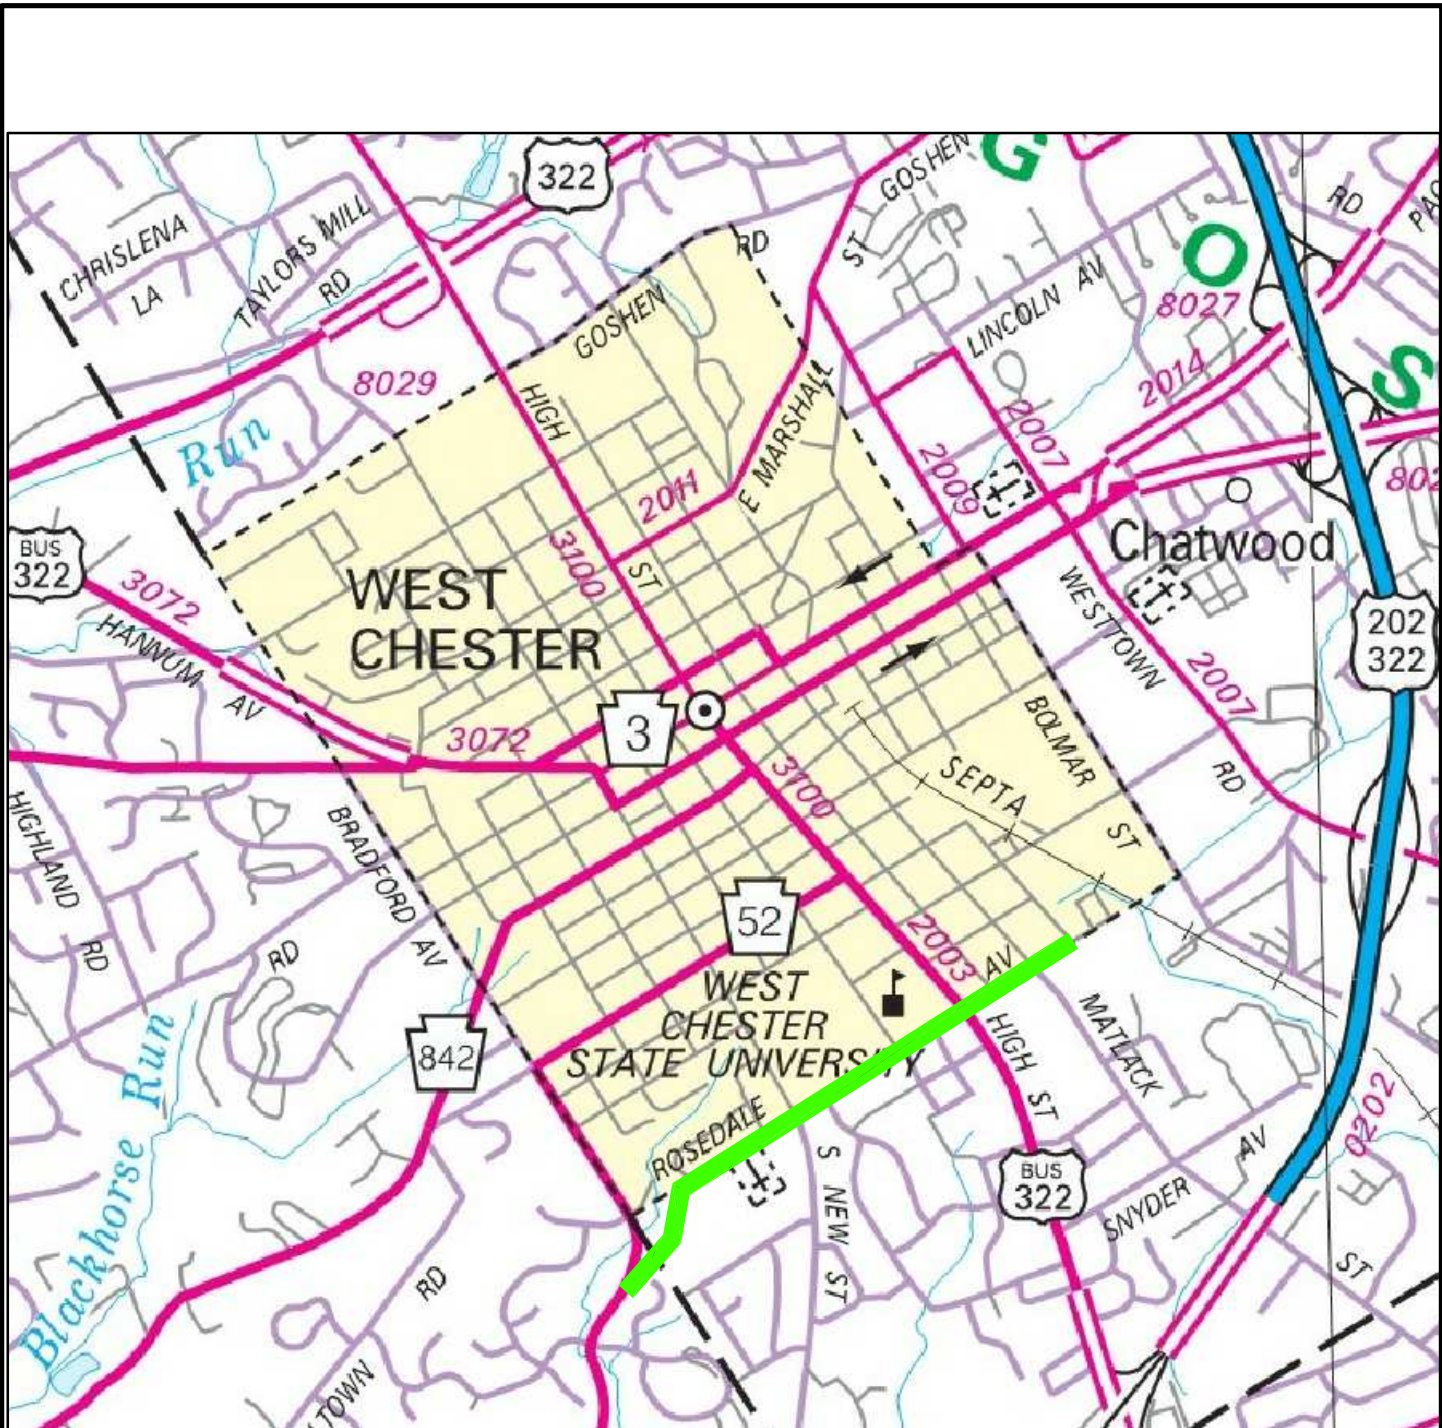 322
G
GOSHEN
RD
PAO
CHRISLENA
LA
TAYLORS MILL
RD
ST
RD
O
8027
LINCOLN AV
GOSHEN
8029
HIGH
2014
S
Run
E MARSHALL
2007
2011
2009
802
BUS
322
3072
3100
ST
Chatwood
WEST
CHESTER
HANNUM
AV
WESTTOWN
202
322
2007
3
3072
BOLMAR
SEPTA
RD
3100
HIGHLAND
RD
BRADFORD
AV
ST
52
2003
AV
RD
WEST
CHESTER
STATE UNIVERSITY
MATLACK
HIGH
ST
842
Blackhorse Run
ROSEDALE
S NEW ST
BUS
322
SNYDER
AV
0202
ST
RD
LTOWN